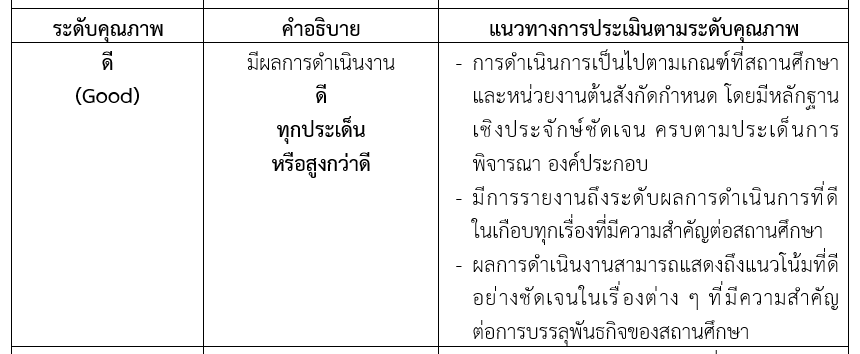 ระดับคุณภาพ
คำอธิบาย
แนวทางการประเมินตามระดับคุณภาพ
ดี
(Good)
มีผลการดำเนินงาน
ดี
ทุกประเด็น
หรือสูงกว่าดี
- การดำเนินการเป็นไปตามเกณฑ์ที่สถานศึกษา
และหน่วยงานต้นสังกัดกำหนด โดยมีหลักฐาน
เชิงประจักษ์ชัดเจน ครบตามประเด็นการ
พิจารณา องค์ประกอบ
- มีการรายงานถึงระดับผลการดำเนินการที่ดี
ในเกือบทุกเรื่องที่มีความสำคัญต่อสถานศึกษา
- ผลการดำเนินงานสามารถแสดงถึงแนวโน้มที่ดี
อย่างชัดเจนในเรื่องต่าง ๆ ที่มีความสำคัญ
ต่อการบรรลุพันธกิจของสถานศึกษา